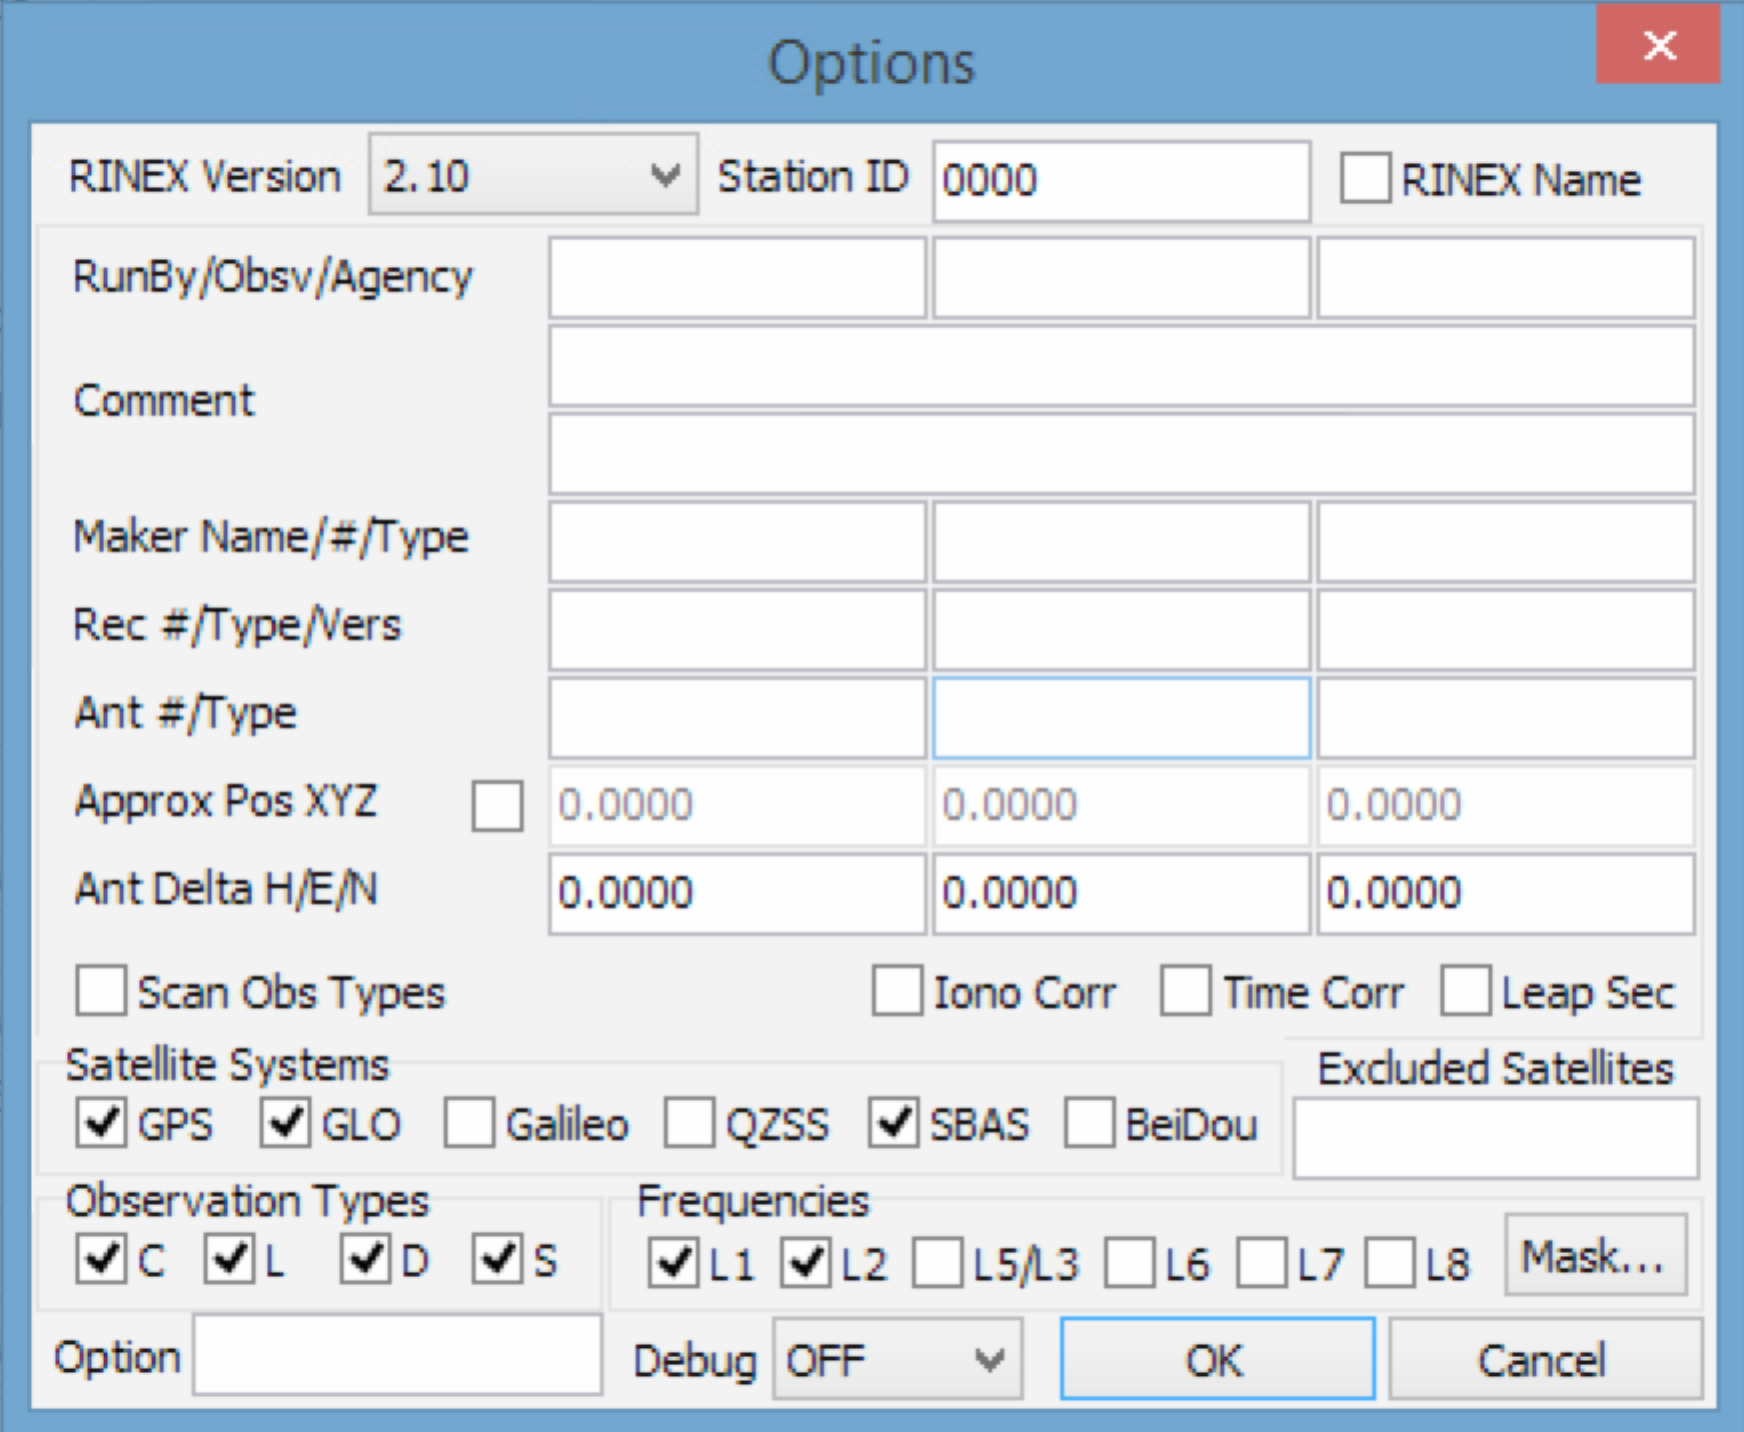 Options
RINEX Version 2.10 Station ID 0000 RINEX Name
RunBy/Obsv/Agency
Comment
Maker Name/#/Type
Rec #/Type/Vers
Ant #/Type
Approx Pos XYZ 0.0000 0.0000 0.0000
Ant Delta H/E/N 0.0000 0.0000 0.0000
Scan Obs Types Iono Corr Time Corr Leap Sec
Satellite Systems Excluded Satellites
GPS GLO Galileo QZSS SBAS BeiDou
Observation Types Frequencies
C L D S L1 L2 L5/L3 L6 L7 L8 Mask...
Option Debug OFF OK Cancel